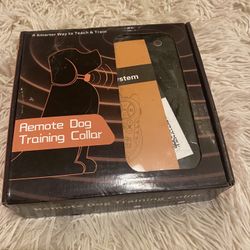 A Smarter Way to Teach & Train
ystem
Remote Dog
Training Collar
Remote Dog Training Collar